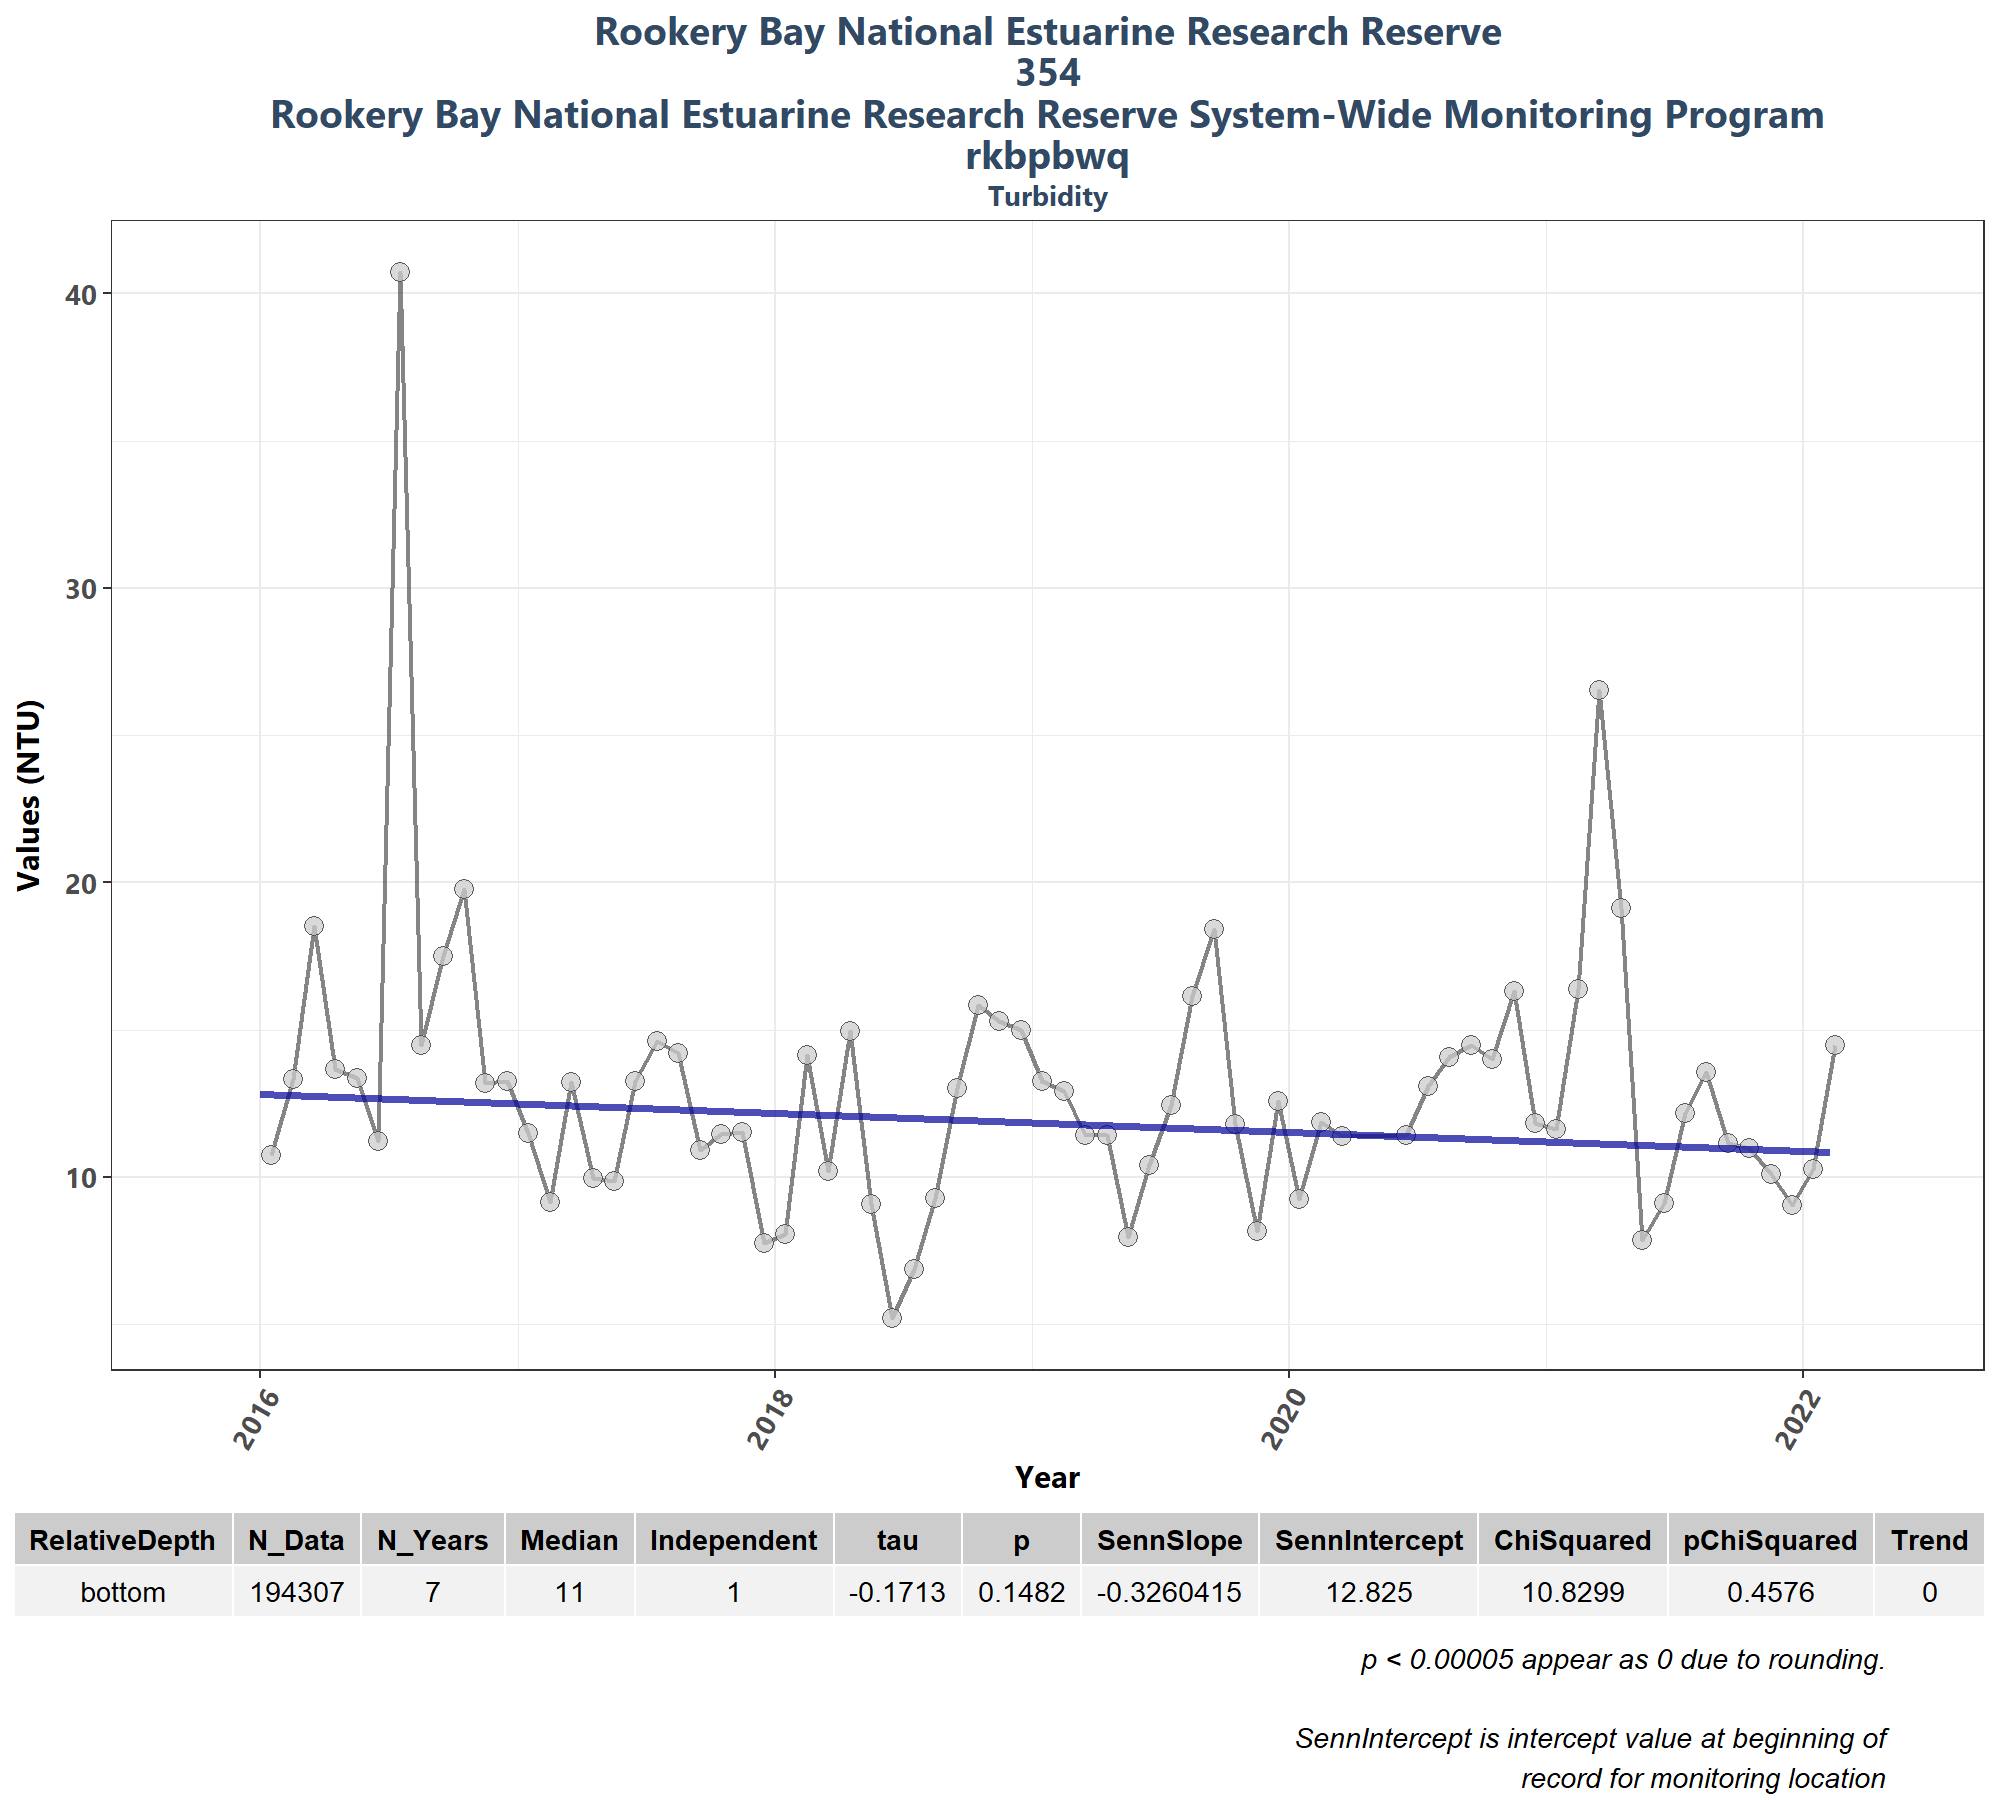 Rookery Bay National Estuarine Research Reserve
354
Rookery Bay National Estuarine Research Reserve System-Wide Monitoring Program
rkbpbwq
Turbidity
Values (NTU)
40
30
20
10
2016 2018 2020 2022
Year
RelativeDepth N_Data N_Years Median Independent tau p SennSlope SennIntercept ChiSquared pChiSquared Trend
bottom 194307 7 11 1 -0.1713 0.1482 -0.3260415 12.825 10.8299 0.4576 0
p < 0.00005 appear as 0 due to rounding.
SennIntercept is intercept value at beginning of
record for monitoring location